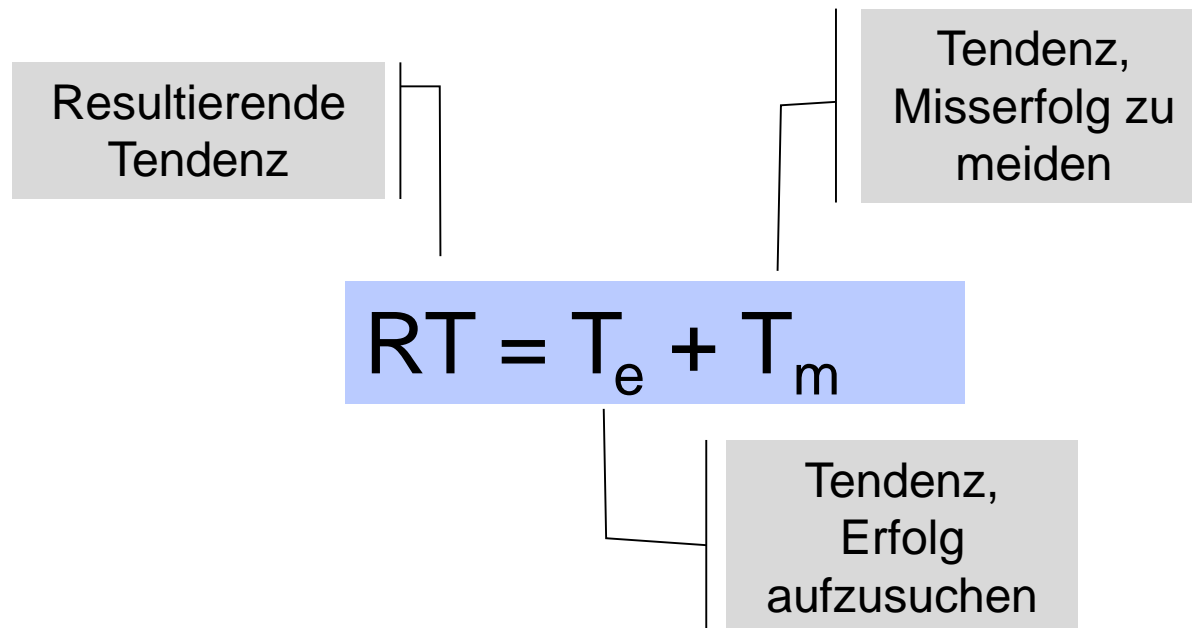 Resultierende
Tendenz
Tendenz,
Misserfolg zu
meiden
RT = Te + Tm
Tendenz,
Erfolg
aufzusuchen